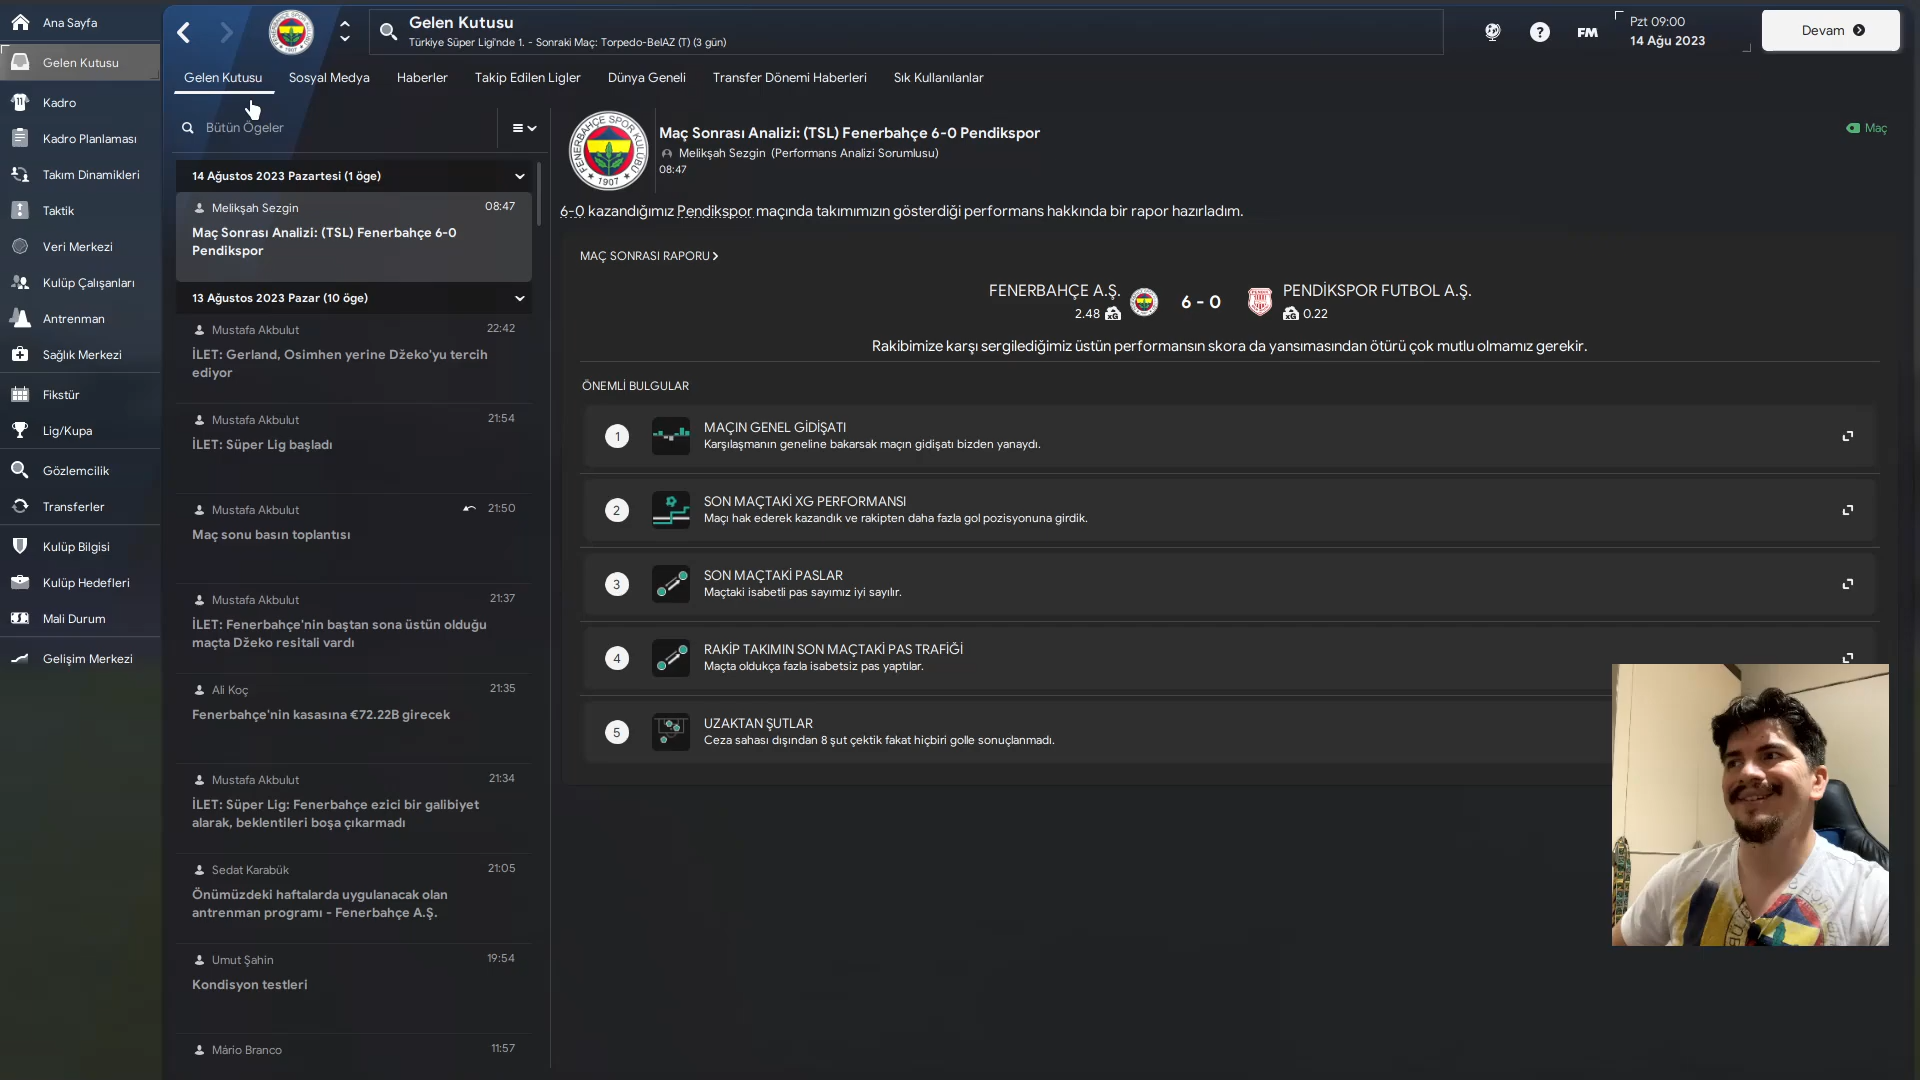 Ana Sayfa
Gelen Kutusu
Kadro
Kadro Planlaması
Takım Dinamikleri
Taktik
Veri Merkezi
Kulüp Çalışanları
Antrenman
Sağlık Merkezi
Fikstür
Lig/Kupa
Gözlemcilik
Transferler
Kulüp Bilgisi
Kulüp Hedefleri
Mali Durum
Gelişim Merkezi
Gelen Kutusu
Türkiye Süper Ligi'nde 1. - Sonraki Maç: Torpedo-BelAZ (T) (3 gün)
FM
Pzt 09:00
14 Ağu 2023
Devam
Gelen Kutusu Sosyal Medya Haberler Takip Edilen Ligler Dünya Geneli Transfer Dönemi Haberleri Sık Kullanılanlar
Bütün Ögeler
14 Ağustos 2023 Pazartesi (1 öge)
Melikşah Sezgin 08:47
Maç Sonrası Analizi: (TSL) Fenerbahçe 6-0
Pendikspor
13 Ağustos 2023 Pazar (10 öge)
Mustafa Akbulut 22:42
İLET: Gerland, Osimhen yerine Džeko'yu tercih
ediyor
Mustafa Akbulut 21:54
İLET: Süper Lig başladı
Mustafa Akbulut 21:50
Maç sonu basın toplantısı
Mustafa Akbulut 21:37
İLET: Fenerbahçe'nin baştan sona üstün olduğu
maçta Džeko resitali vardı
Ali Koç 21:35
Fenerbahçe'nin kasasına €72.22B girecek
Mustafa Akbulut 21:34
İLET: Süper Lig: Fenerbahçe ezici bir galibiyet
alarak, beklentileri boşa çıkarmadı
Sedat Karabük 21:05
Önümüzdeki haftalarda uygulanacak olan
antrenman programı - Fenerbahçe A.Ş.
Umut Şahin 19:54
Kondisyon testleri
Mário Branco 11:57
FENERBAHÇE SPOR KULÜBÜ
1907
Maç Sonrası Analizi: (TSL) Fenerbahçe 6-0 Pendikspor
Melikşah Sezgin (Performans Analizi Sorumlusu)
08:47
Maç
6-0 kazandığımız Pendikspor maçında takımımızın gösterdiği performans hakkında bir rapor hazırladım.
MAÇ SONRASI RAPORU
FENERBAHÇE A.Ş. 6 - 0 PENDİKSPOR FUTBOL A.Ş.
2.48 xG xG 0.22
Rakibimize karşı sergilediğimiz üstün performansın skora da yansımasından ötürü çok mutlu olmamız gerekir.
ÖNEMLİ BULGULAR
1 MAÇIN GENEL GİDİŞATI
Karşılaşmanın geneline bakarsak maçın gidişatı bizden yanaydı.
2 SON MAÇTAKİ XG PERFORMANSI
Maçı hak ederek kazandık ve rakipten daha fazla gol pozisyonuna girdik.
3 SON MAÇTAKİ PASLAR
Maçtaki isabetli pas sayımız iyi sayılır.
4 RAKİP TAKIMIN SON MAÇTAKİ PAS TRAFİĞİ
Maçta oldukça fazla isabetsiz pas yaptılar.
5 UZAKTAN ŞUTLAR
Ceza sahası dışından 8 şut çektik fakat hiçbiri golle sonuçlanmadı.